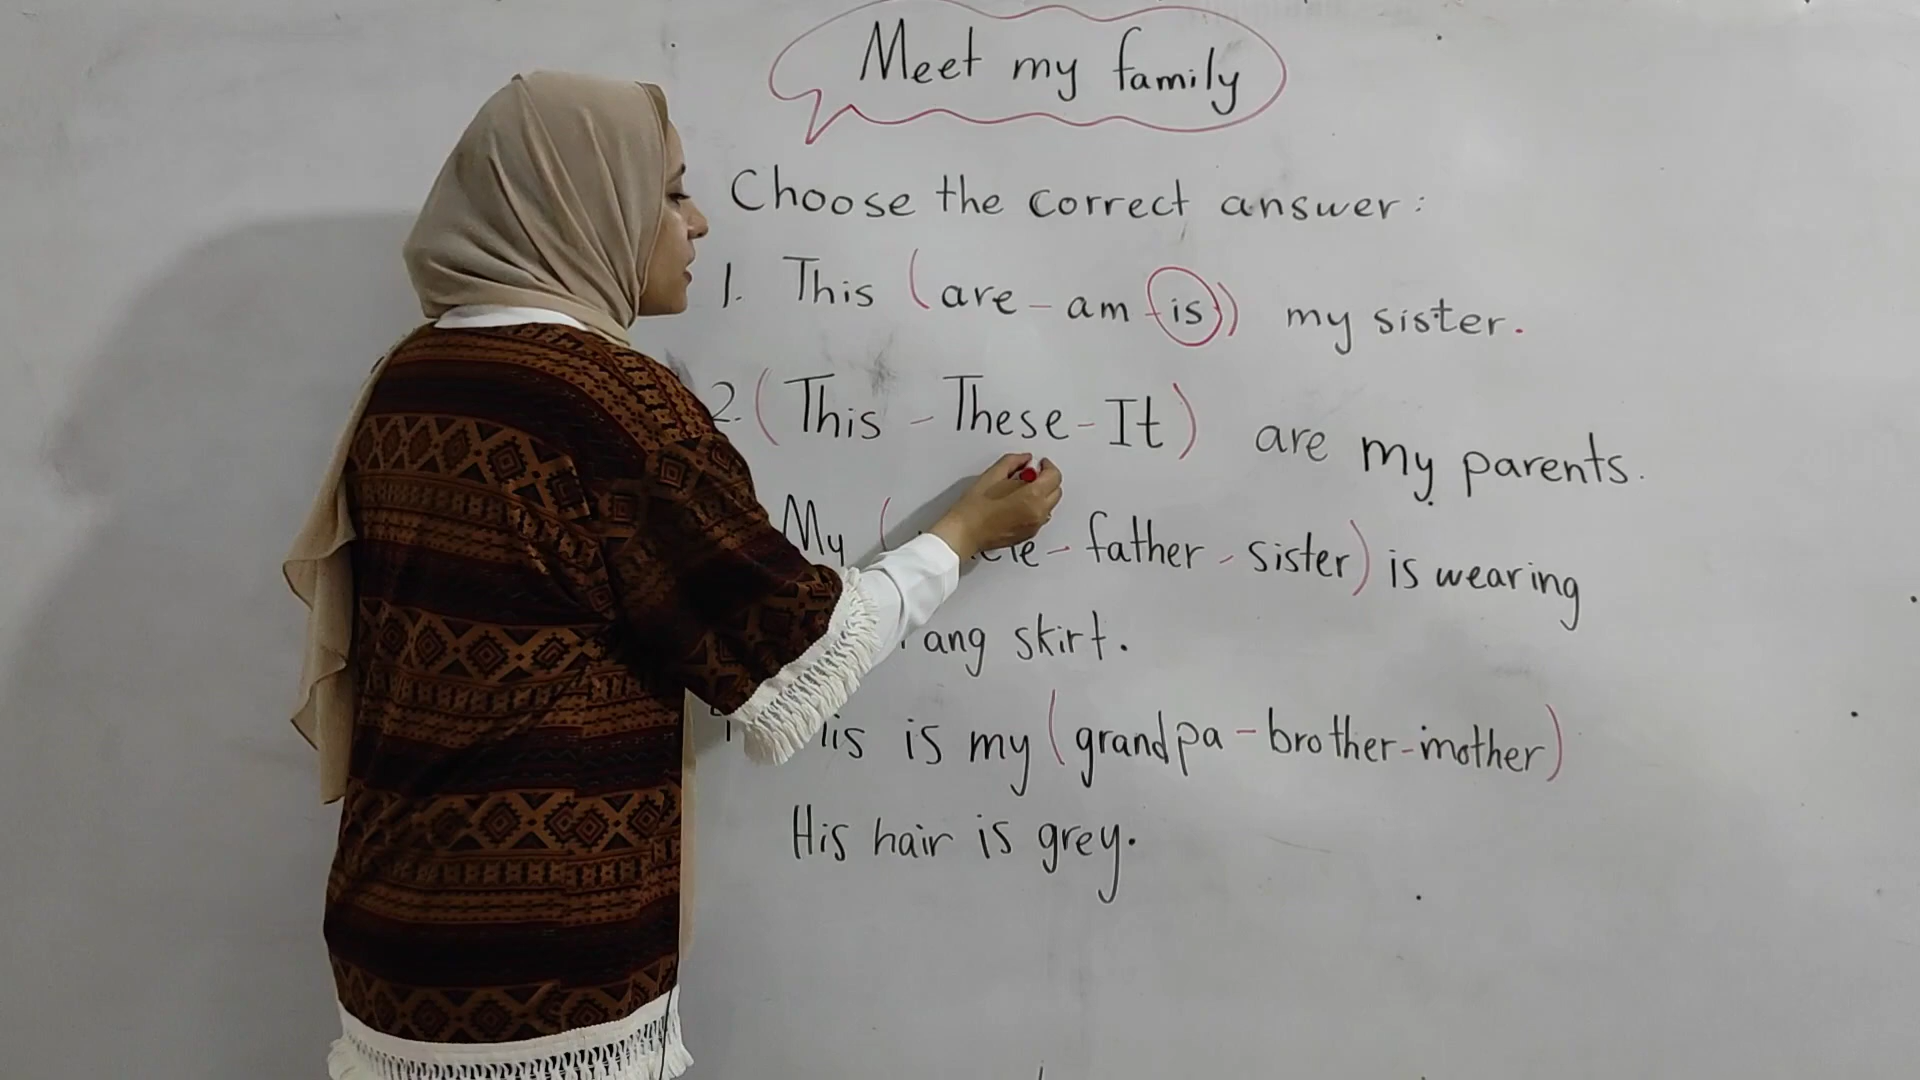 Meet my family
Choose the correct answer:
1. This (are - am - is) my sister.
2. (This - These - It) are my parents.
My ( - father - sister) is wearing
skirt.
is my (grandpa - brother - mother)
His hair is grey.